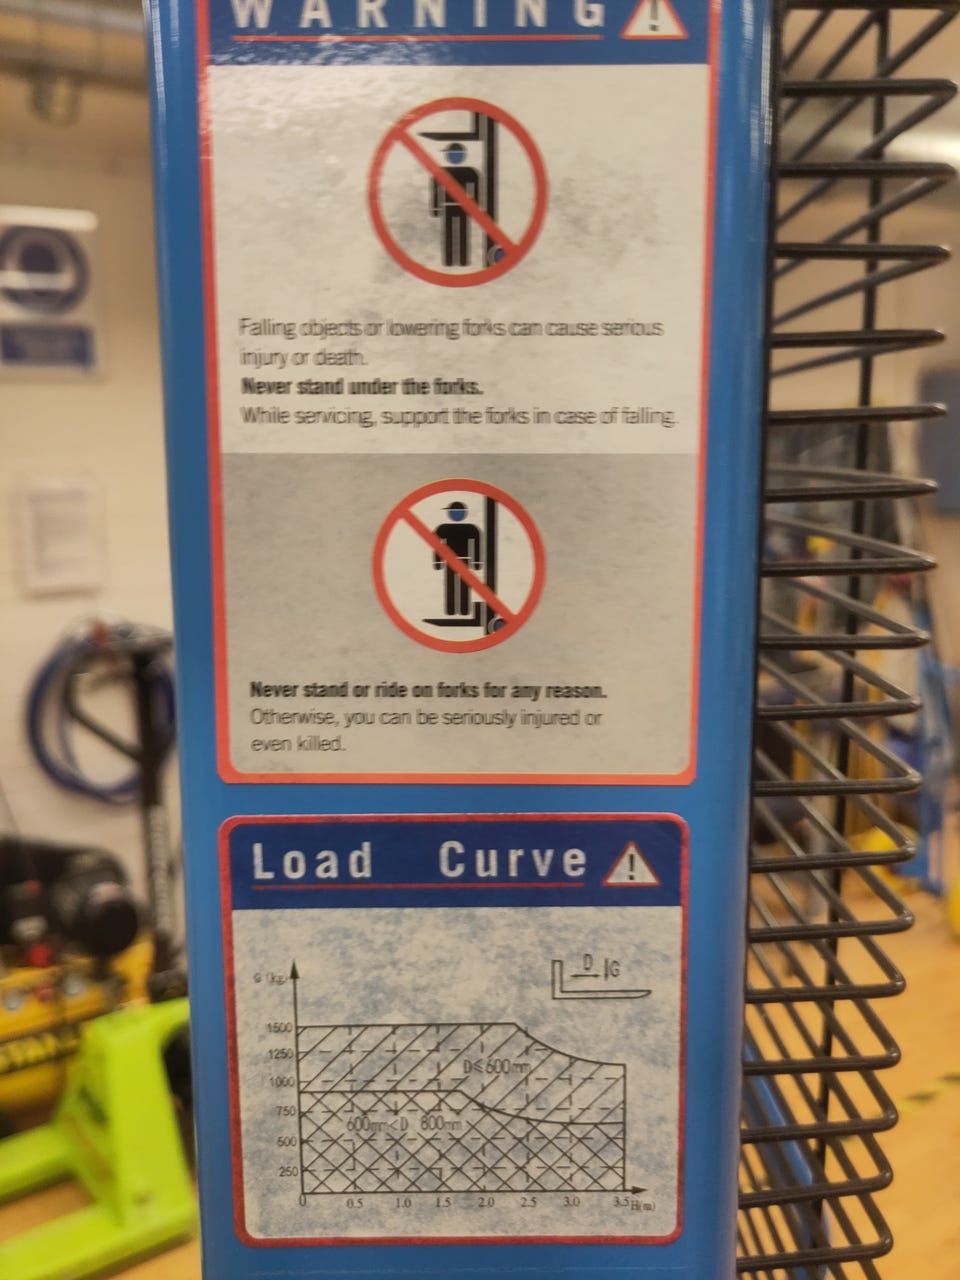 WARNING
Falling objects or lowering forks can cause serious
injury or death.
Never stand under the forks.
While servicing, support the forks in case of falling.
Never stand or ride on forks for any reason.
Otherwise, you can be seriously injured or
even killed.
Load Curve
G (kg)
D G
1500
1250
1000
750
500
250
D≤600mm
600mm<D 800mm
0 0.5 1.0 1.5 2.0 2.5 3.0 3.5 H(m)
STANL